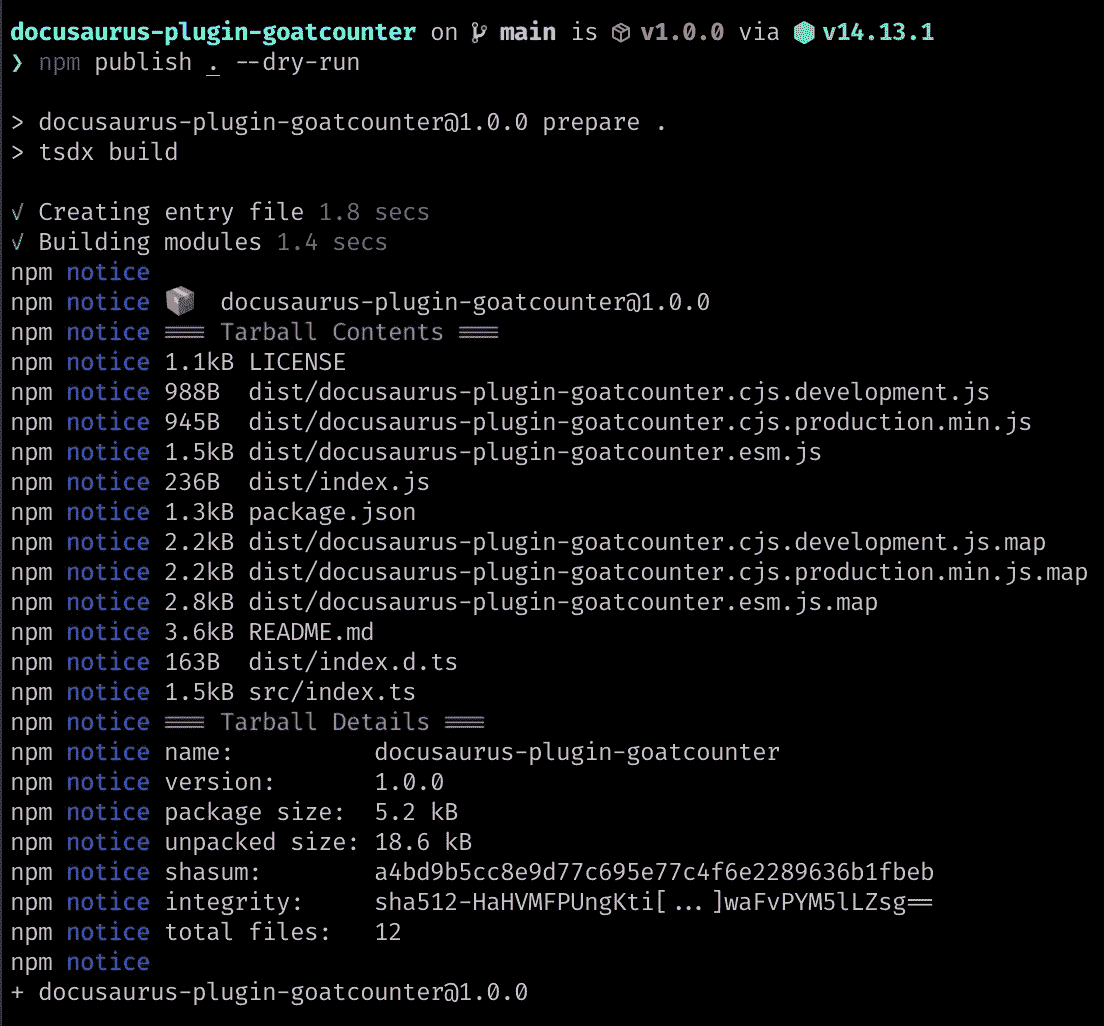 docusaurus-plugin-goatcounter on main is v1.0.0 via v14.13.1
❯ npm publish . --dry-run
> docusaurus-plugin-goatcounter@1.0.0 prepare .
> tsdx build
√ Creating entry file 1.8 secs
√ Building modules 1.4 secs
npm notice
npm notice 📦  docusaurus-plugin-goatcounter@1.0.0
npm notice === Tarball Contents ===
npm notice 1.1kB LICENSE
npm notice 988B  dist/docusaurus-plugin-goatcounter.cjs.development.js
npm notice 945B  dist/docusaurus-plugin-goatcounter.cjs.production.min.js
npm notice 1.5kB dist/docusaurus-plugin-goatcounter.esm.js
npm notice 236B  dist/index.js
npm notice 1.3kB package.json
npm notice 2.2kB dist/docusaurus-plugin-goatcounter.cjs.development.js.map
npm notice 2.2kB dist/docusaurus-plugin-goatcounter.cjs.production.min.js.map
npm notice 2.8kB dist/docusaurus-plugin-goatcounter.esm.js.map
npm notice 3.6kB README.md
npm notice 163B  dist/index.d.ts
npm notice 1.5kB src/index.ts
npm notice === Tarball Details ===
npm notice name:          docusaurus-plugin-goatcounter
npm notice version:       1.0.0
npm notice package size:  5.2 kB
npm notice unpacked size: 18.6 kB
npm notice shasum:        a4bd9b5cc8e9d77c695e77c4f6e2289636b1fbeb
npm notice integrity:     sha512-HaHVMFPUngKti[...]waFvPYM5lLZsg==
npm notice total files:   12
npm notice
+ docusaurus-plugin-goatcounter@1.0.0